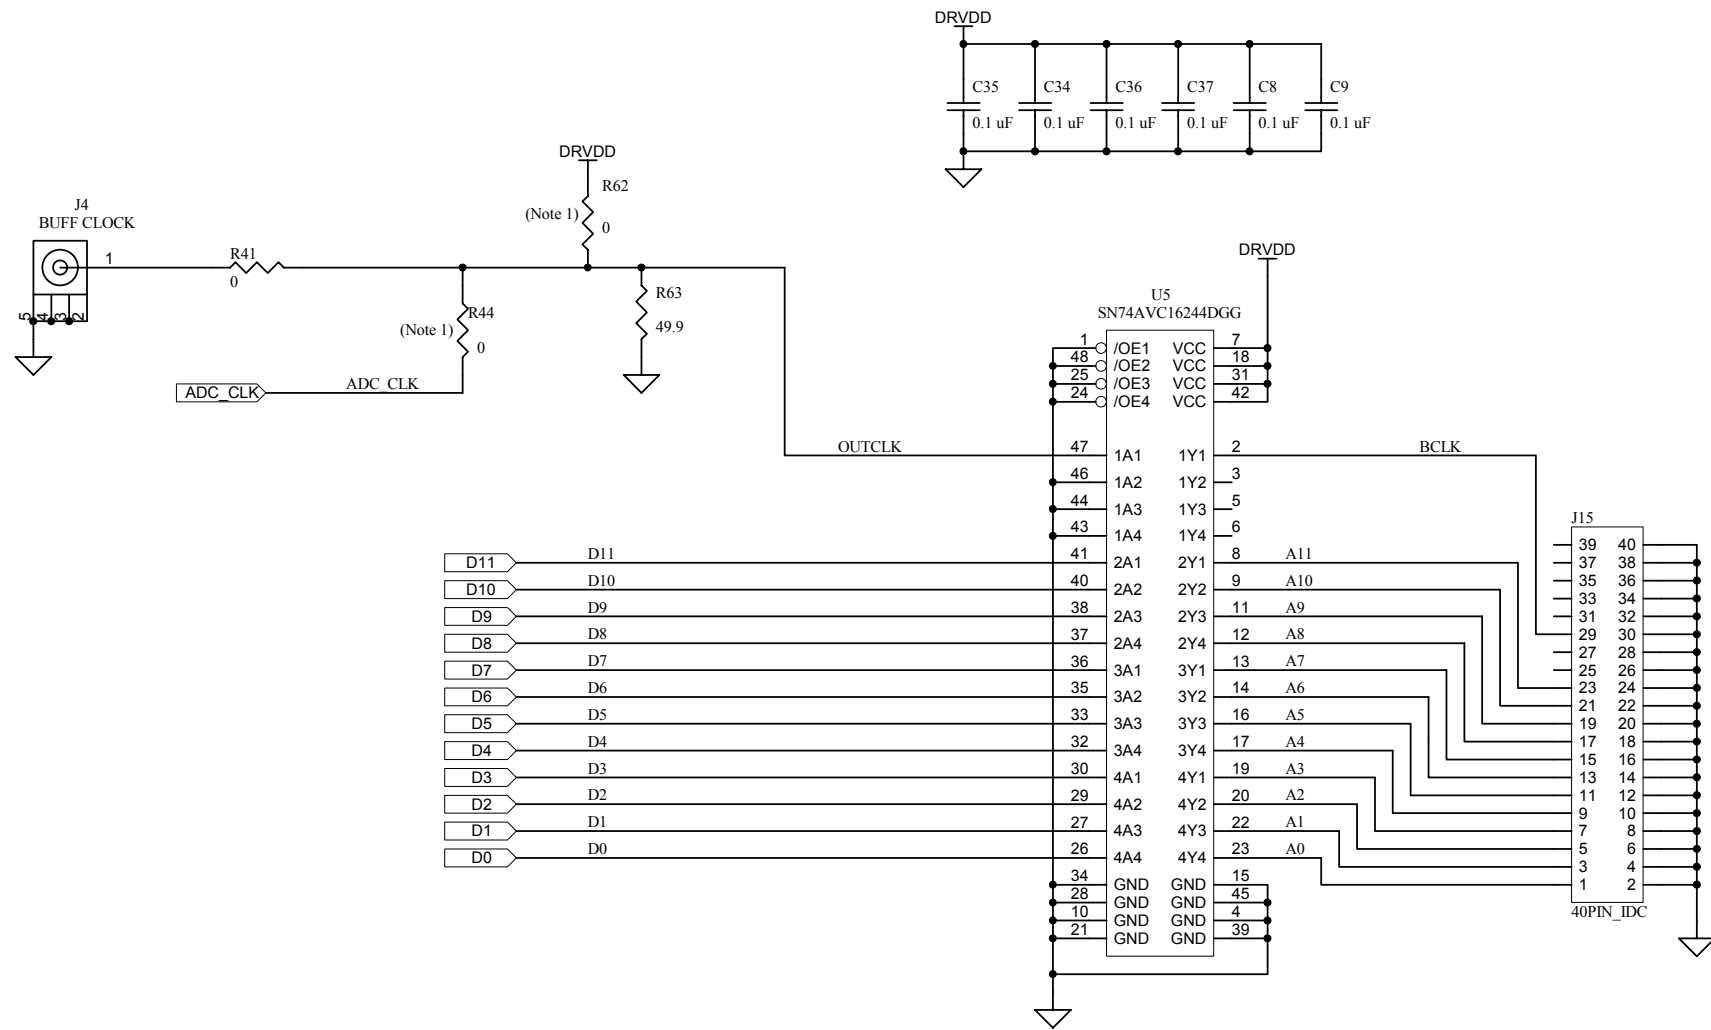 DRVDD
C35
C34
C36
C37
C8
C9
0.1 uF
0.1 uF
0.1 uF
0.1 uF
0.1 uF
0.1 uF
DRVDD
R62
(Note 1)
0
J4
BUFF CLOCK
1
5
4
3
2
R41
0
R44
(Note 1)
0
R63
49.9
ADC_CLK
ADC_CLK
DRVDD
U5
SN74AVC16244DGG
1 /OE1 VCC 7
48 /OE2 VCC 18
25 /OE3 VCC 31
24 /OE4 VCC 42
OUTCLK 47 1A1 1Y1 2 BCLK
46 1A2 1Y2 3
44 1A3 1Y3 5
43 1A4 1Y4 6
D11 D11 41 2A1 2Y1 8 A11
D10 D10 40 2A2 2Y2 9 A10
D9 D9 38 2A3 2Y3 11 A9
D8 D8 37 2A4 2Y4 12 A8
D7 D7 36 3A1 3Y1 13 A7
D6 D6 35 3A2 3Y2 14 A6
D5 D5 33 3A3 3Y3 16 A5
D4 D4 32 3A4 3Y4 17 A4
D3 D3 30 4A1 4Y1 19 A3
D2 D2 29 4A2 4Y2 20 A2
D1 D1 27 4A3 4Y3 22 A1
D0 D0 26 4A4 4Y4 23 A0
34 GND GND 15
28 GND GND 45
10 GND GND 4
21 GND GND 39
J15
39 40
37 38
35 36
33 34
31 32
29 30
27 28
25 26
23 24
21 22
19 20
17 18
15 16
13 14
11 12
9 10
7 8
5 6
3 4
1 2
40PIN_IDC